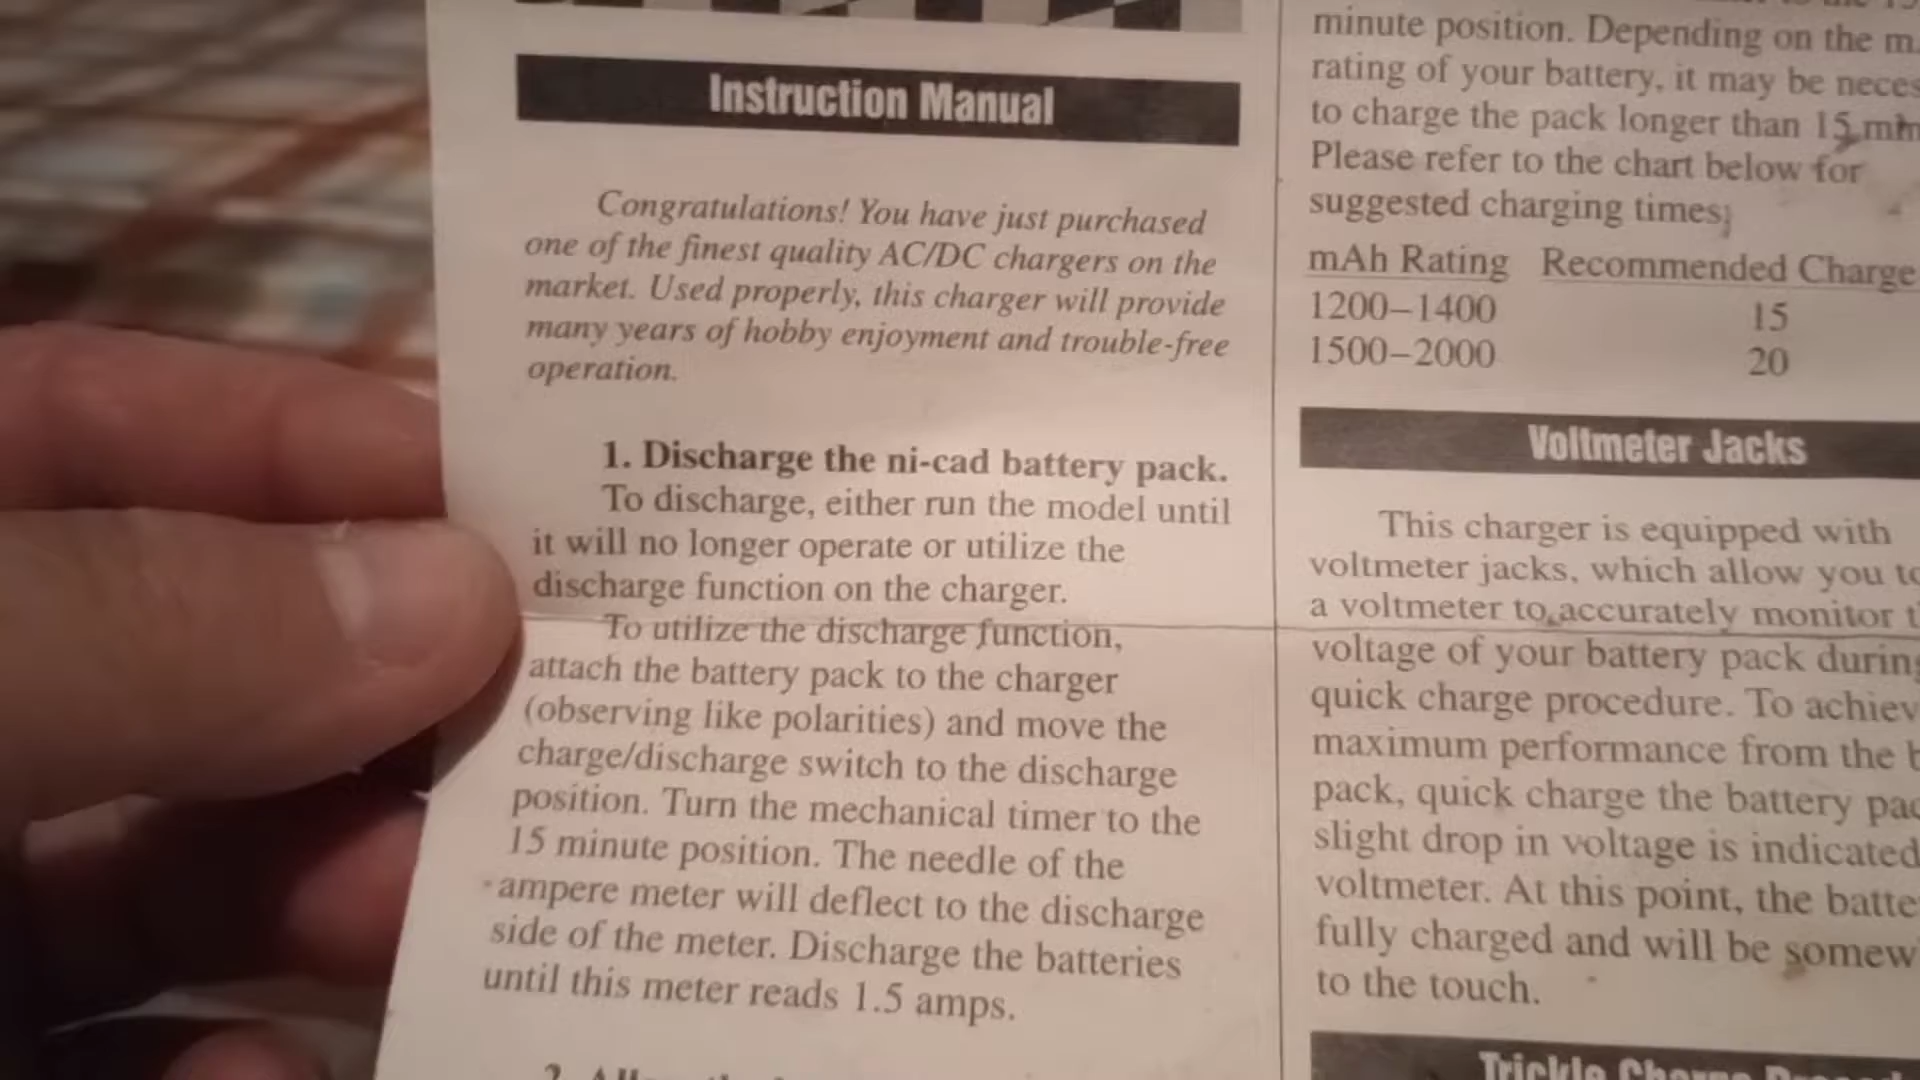 Instruction Manual
Congratulations! You have just purchased
one of the finest quality AC/DC chargers on the
market. Used properly, this charger will provide
many years of hobby enjoyment and trouble-free
operation.
1. Discharge the ni-cad battery pack.
To discharge, either run the model until
it will no longer operate or utilize the
discharge function on the charger.
To utilize the discharge function,
attach the battery pack to the charger
(observing like polarities) and move the
charge/discharge switch to the discharge
position. Turn the mechanical timer to the
15 minute position. The needle of the
ampere meter will deflect to the discharge
side of the meter. Discharge the batteries
until this meter reads 1.5 amps.
minute position. Depending on the
rating of your battery, it may be
to charge the pack longer than 15
Please refer to the chart below for
suggested charging times
mAh Rating Recommended Charge
1200–1400 15
1500–2000 20
Voltmeter Jacks
This charger is equipped with
voltmeter jacks, which allow you
a voltmeter to accurately monitor
voltage of your battery pack
quick charge procedure. To
maximum performance from the
pack, quick charge the battery
slight drop in voltage is indicated
voltmeter. At this point, the
fully charged and will be
to the touch.
Trickle Charge